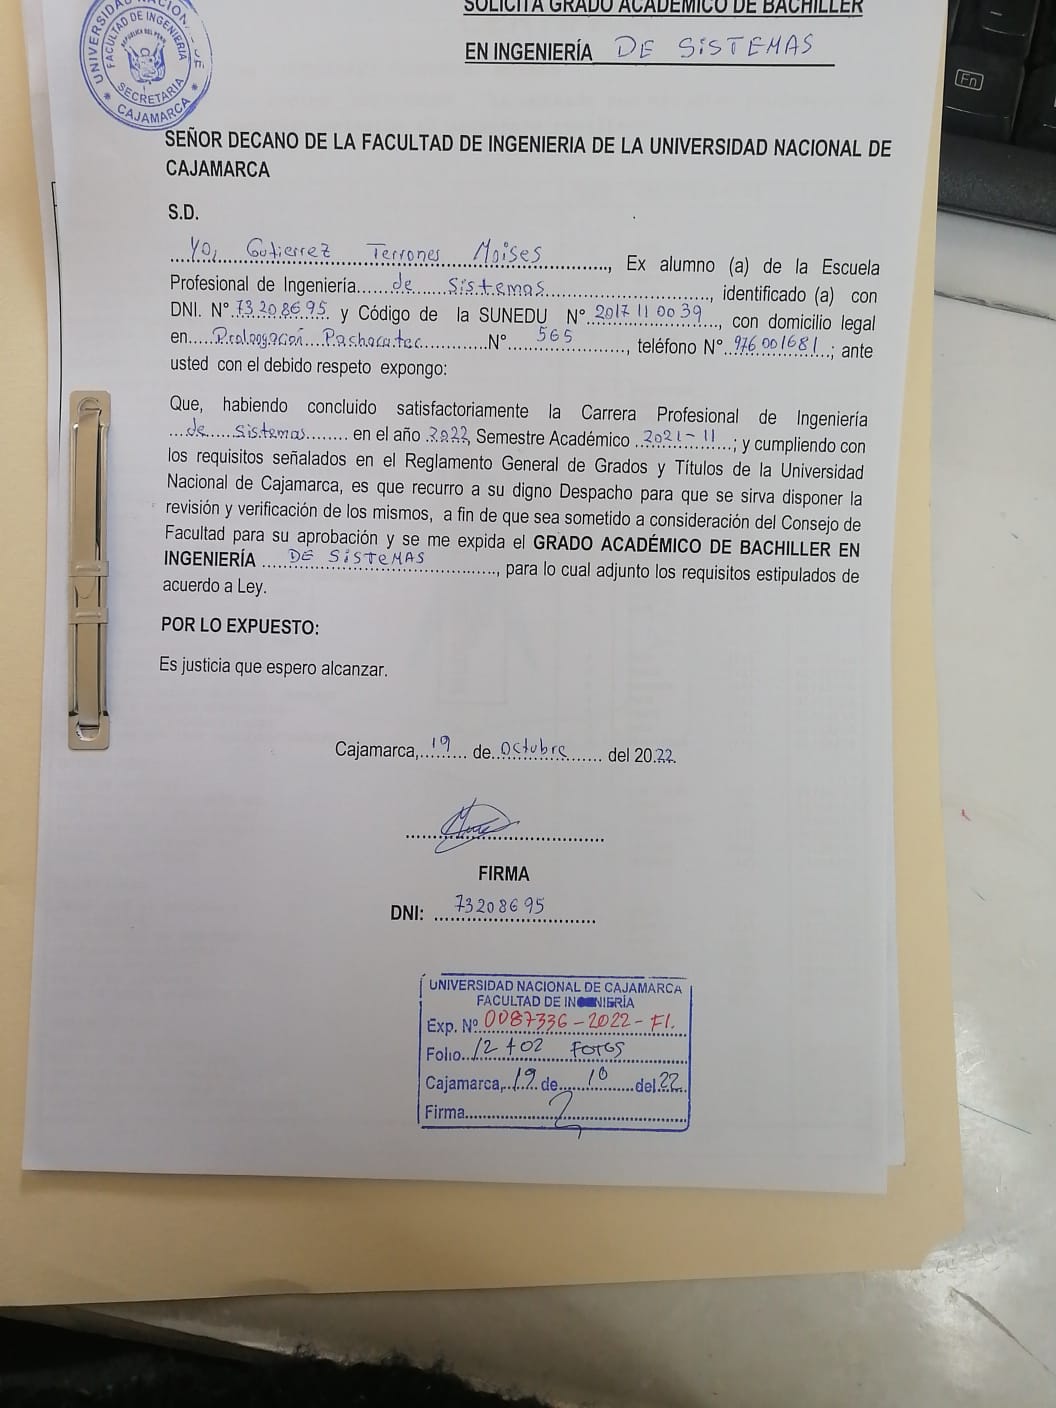 SOLICITA GRADO ACADÉMICO DE BACHILLER
EN INGENIERÍA DE SISTEMAS
UNIVERSIDAD NACIONAL DE CAJAMARCA
FACULTAD DE INGENIERÍA
REPUBLICA DEL PERU
SECRETARIA
SEÑOR DECANO DE LA FACULTAD DE INGENIERIA DE LA UNIVERSIDAD NACIONAL DE
CAJAMARCA
S.D.
Yo, Gutierrez Terrones Moises, Ex alumno (a) de la Escuela
Profesional de Ingeniería de Sistemas, identificado (a) con
DNI. N° 73208695 y Código de la SUNEDU N° 2017110039, con domicilio legal
en Prolongación Pachacutec N° 565, teléfono N° 976001681; ante
usted con el debido respeto expongo:
Que, habiendo concluido satisfactoriamente la Carrera Profesional de Ingeniería
de Sistemas en el año 2022, Semestre Académico 2021-II; y cumpliendo con
los requisitos señalados en el Reglamento General de Grados y Títulos de la Universidad
Nacional de Cajamarca, es que recurro a su digno Despacho para que se sirva disponer la
revisión y verificación de los mismos, a fin de que sea sometido a consideración del Consejo de
Facultad para su aprobación y se me expida el GRADO ACADÉMICO DE BACHILLER EN
INGENIERÍA DE SISTEMAS, para lo cual adjunto los requisitos estipulados de
acuerdo a Ley.
POR LO EXPUESTO:
Es justicia que espero alcanzar.
Cajamarca, 19 de Octubre del 2022
FIRMA
DNI: 73208695
UNIVERSIDAD NACIONAL DE CAJAMARCA
FACULTAD DE INGENIERÍA
Exp. N° 0087336-2022-FI.
Folio 12 + 02 FOTOS
Cajamarca, 19 de 10 del 22
Firma
Fn